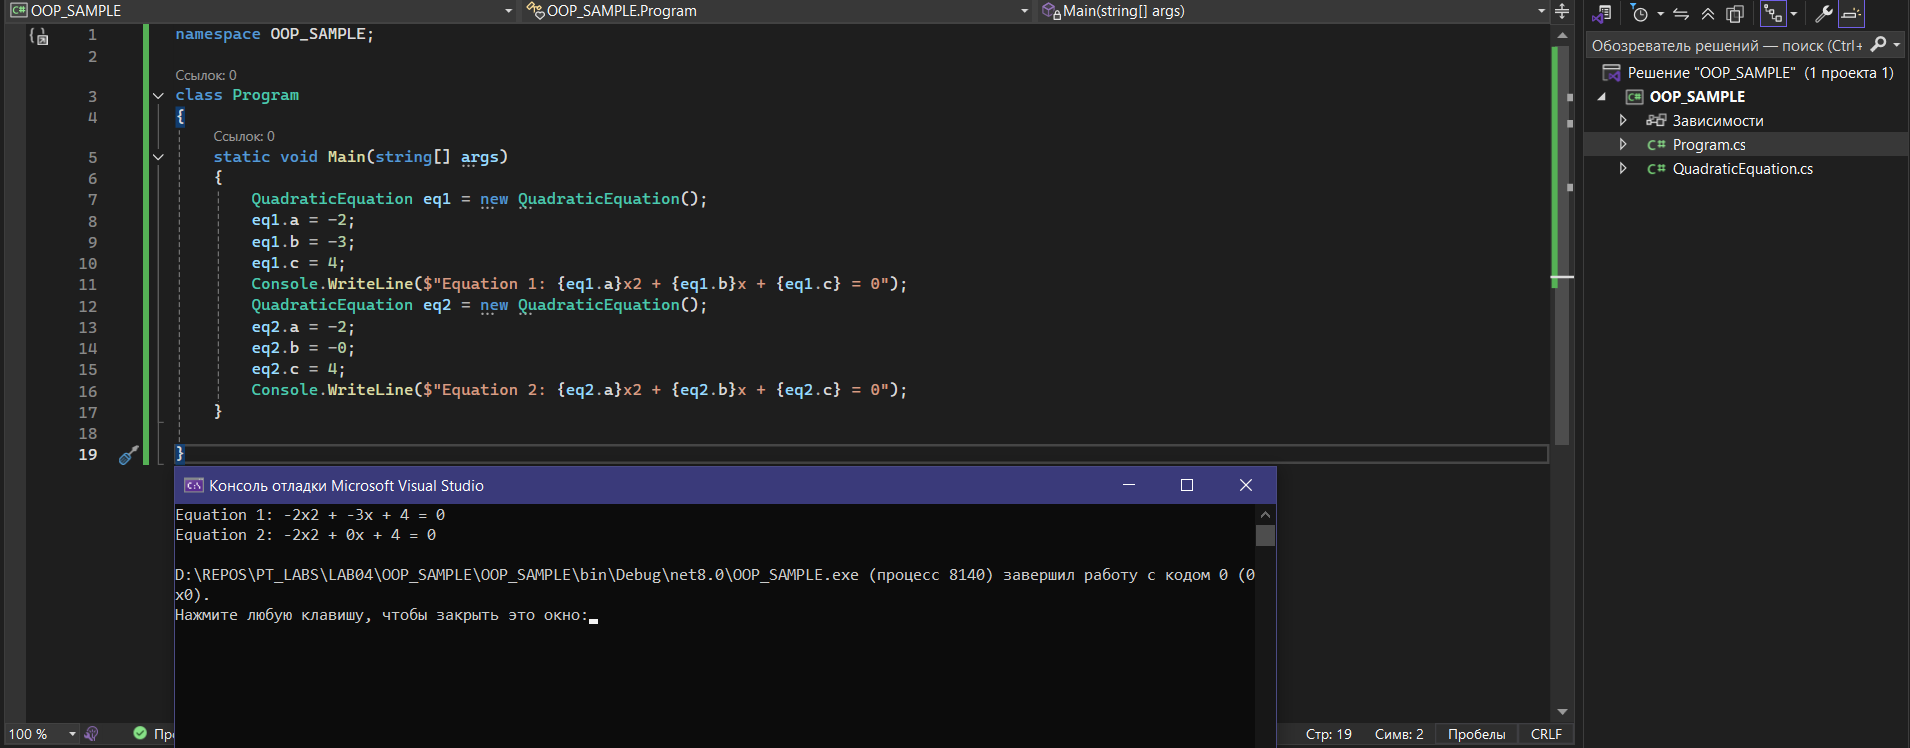 OOP_SAMPLE
OOP_SAMPLE.Program
Main(string[] args)
1 namespace OOP_SAMPLE;
2
Ссылок: 0
3 class Program
4 {
Ссылок: 0
5 static void Main(string[] args)
6 {
7 QuadraticEquation eq1 = new QuadraticEquation();
8 eq1.a = -2;
9 eq1.b = -3;
10 eq1.c = 4;
11 Console.WriteLine($"Equation 1: {eq1.a}x2 + {eq1.b}x + {eq1.c} = 0");
12 QuadraticEquation eq2 = new QuadraticEquation();
13 eq2.a = -2;
14 eq2.b = -0;
15 eq2.c = 4;
16 Console.WriteLine($"Equation 2: {eq2.a}x2 + {eq2.b}x + {eq2.c} = 0");
17 }
18
19 }
Консоль отладки Microsoft Visual Studio
Equation 1: -2x2 + -3x + 4 = 0
Equation 2: -2x2 + 0x + 4 = 0
D:\REPOS\PT_LABS\LAB04\OOP_SAMPLE\OOP_SAMPLE\bin\Debug\net8.0\OOP_SAMPLE.exe (процесс 8140) завершил работу с кодом 0 (0
x0).
Нажмите любую клавишу, чтобы закрыть это окно:
100 %
Стр: 19
Симв: 2
Пробелы
CRLF
Обозреватель решений — поиск (Ctrl+
Решение "OOP_SAMPLE" (1 проекта 1)
C# OOP_SAMPLE
Зависимости
C# Program.cs
C# QuadraticEquation.cs